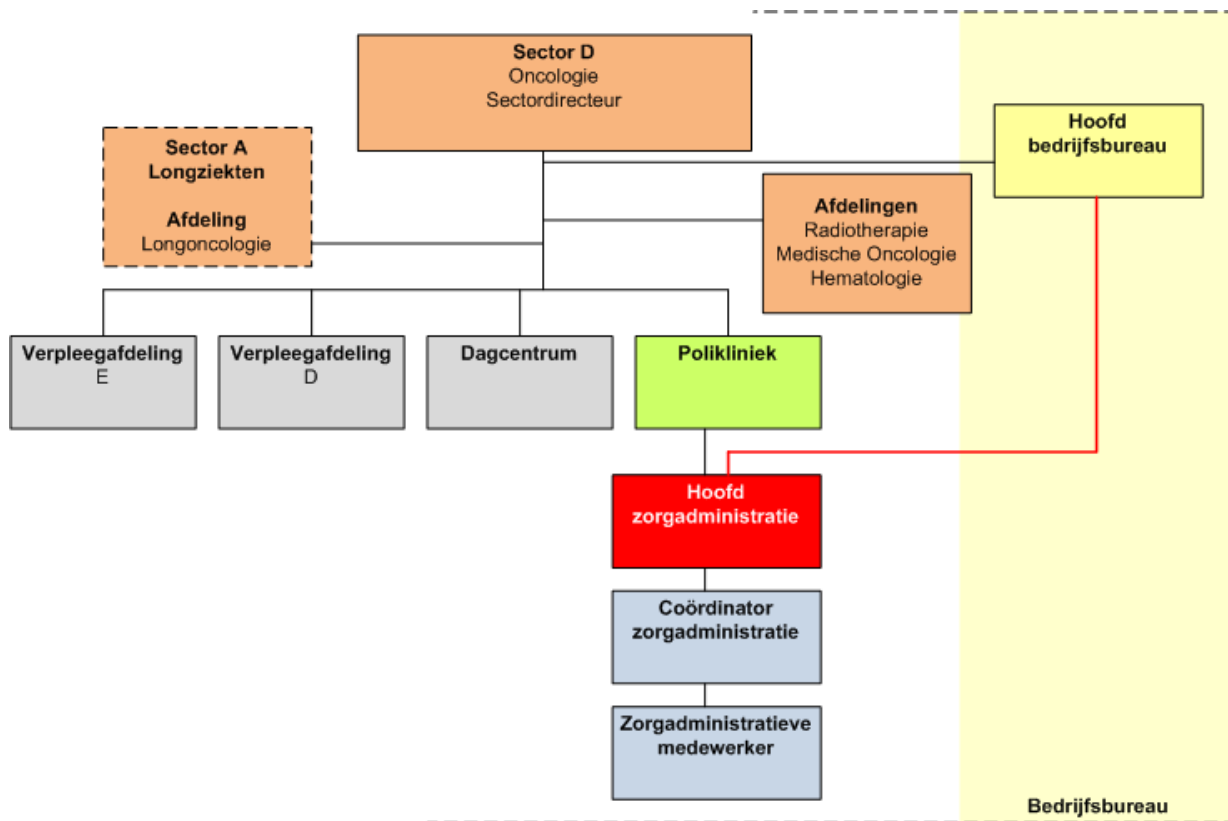 Sector D
Oncologie
Sectordirecteur
Hoofd
bedrijfsbureau
Sector A
Longziekten
Afdeling
Longoncologie
Afdelingen
Radiotherapie
Medische Oncologie
Hematologie
Verpleegafdeling
E
Verpleegafdeling
D
Dagcentrum
Polikliniek
Hoofd
zorgadministratie
Coördinator
zorgadministratie
Zorgadministratieve
medewerker
Bedrijfsbureau